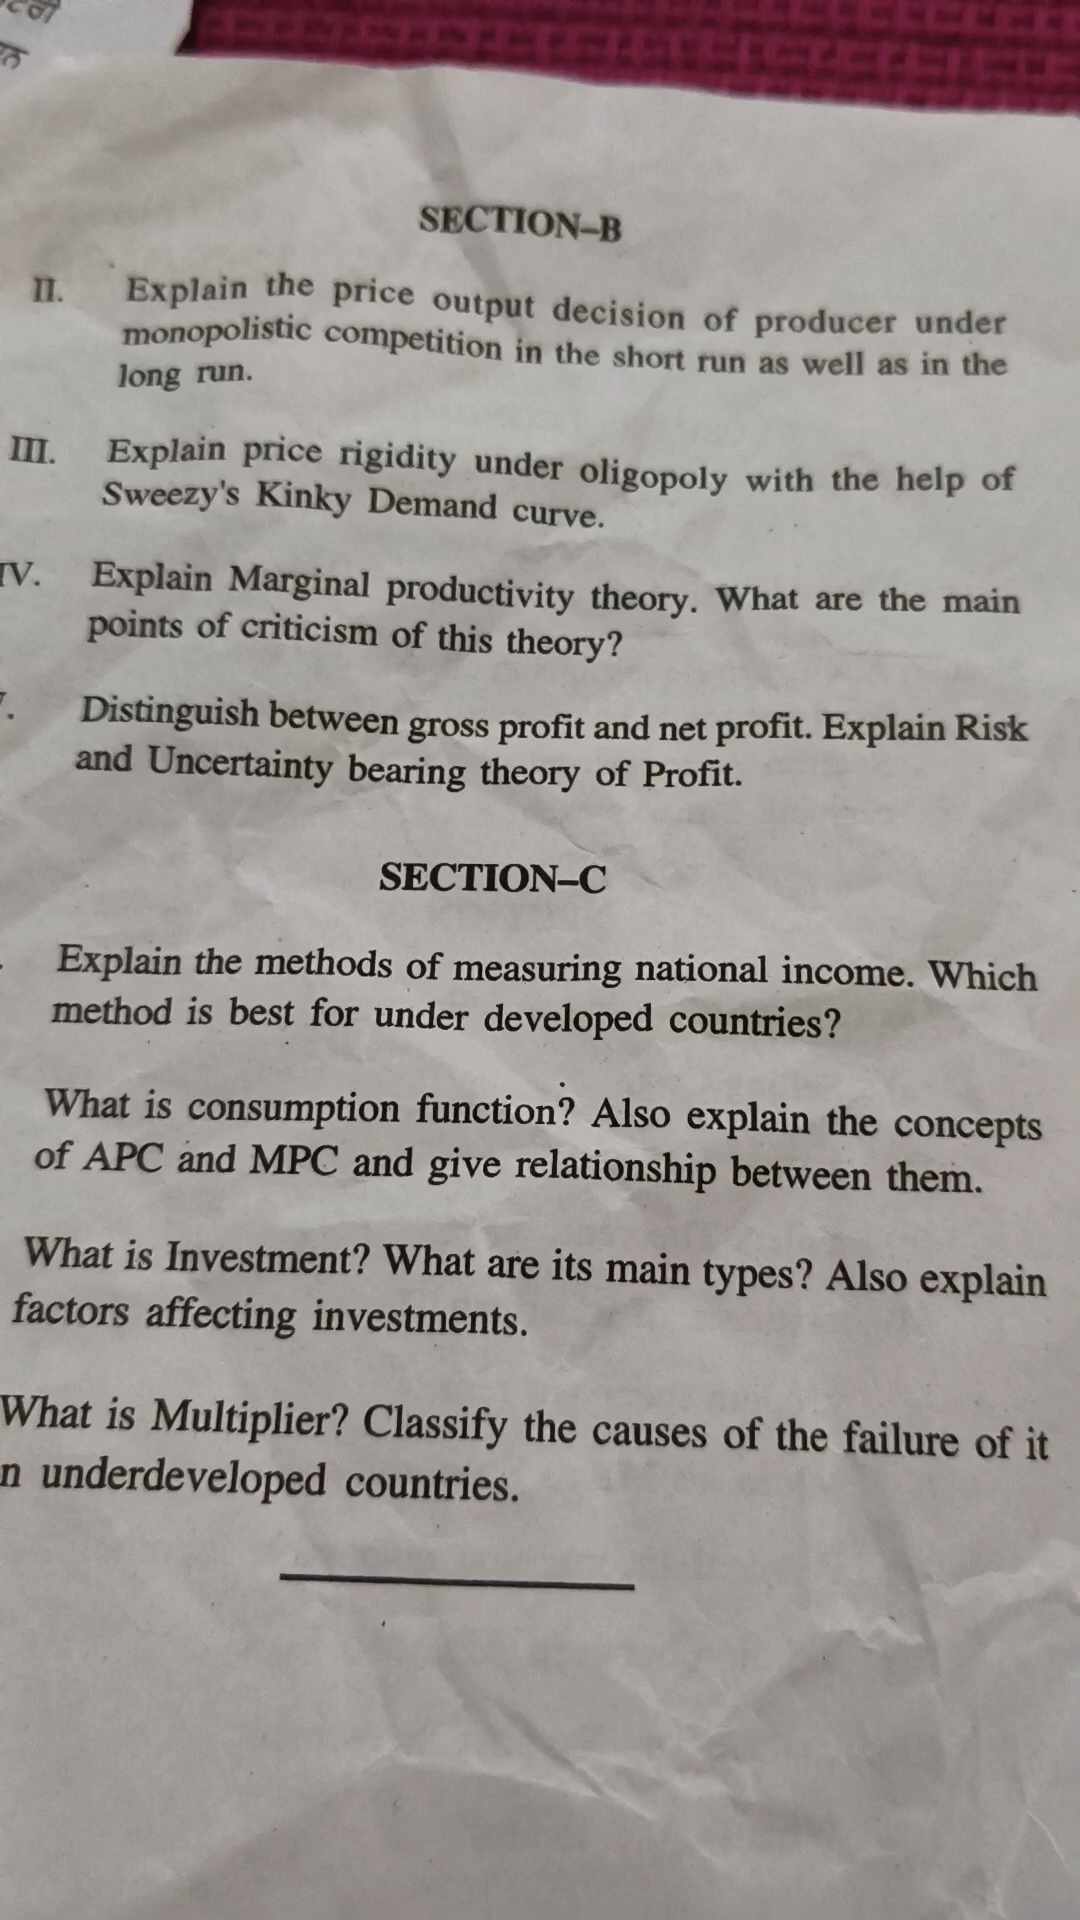 SECTION–B
II. Explain the price output decision of producer under
monopolistic competition in the short run as well as in the
long run.
III. Explain price rigidity under oligopoly with the help of
Sweezy's Kinky Demand curve.
IV. Explain Marginal productivity theory. What are the main
points of criticism of this theory?
Distinguish between gross profit and net profit. Explain Risk
and Uncertainty bearing theory of Profit.
SECTION–C
Explain the methods of measuring national income. Which
method is best for under developed countries?
What is consumption function? Also explain the concepts
of APC and MPC and give relationship between them.
What is Investment? What are its main types? Also explain
factors affecting investments.
What is Multiplier? Classify the causes of the failure of it
n underdeveloped countries.